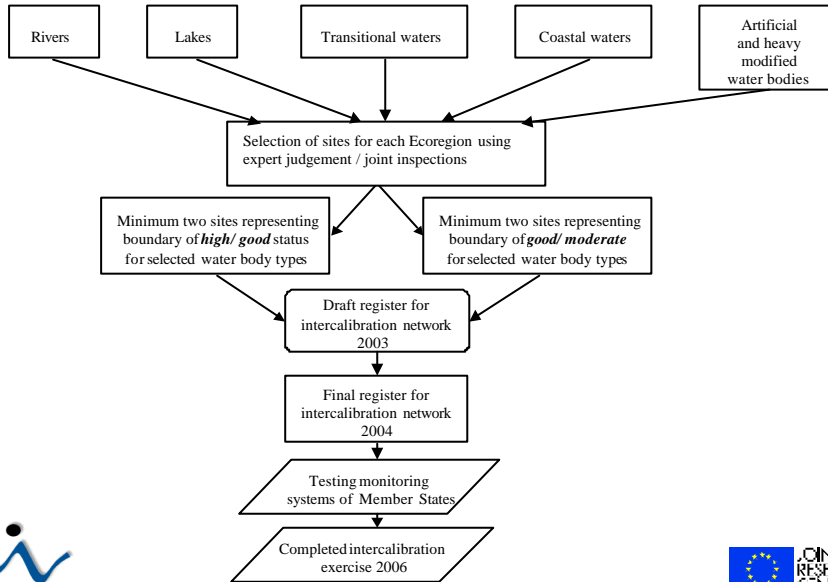 Rivers
Lakes
Transitional waters
Coastal waters
Artificial
and heavy
modified
water bodies
Selection of sites for each Ecoregion using
expert judgement / joint inspections
Minimum two sites representing
boundary of high/ good status
for selected water body types
Minimum two sites representing
boundary of good/ moderate
for selected water body types
Draft register for
intercalibration network
2003
Final register for
intercalibration network
2004
Testing monitoring
systems of Member States
Completed intercalibration
exercise 2006